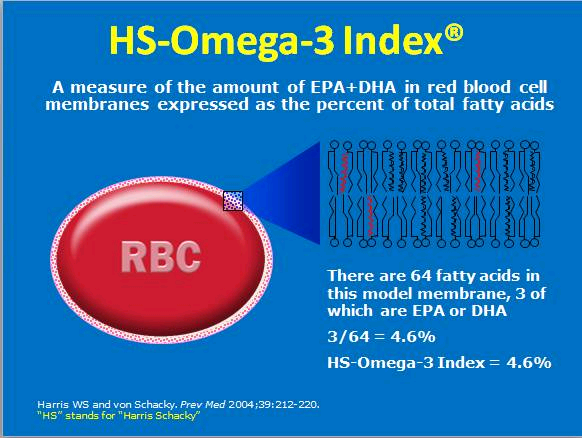 HS-Omega-3 Index®
A measure of the amount of EPA+DHA in red blood cell
membranes expressed as the percent of total fatty acids
RBC
There are 64 fatty acids in
this model membrane, 3 of
which are EPA or DHA
3/64 = 4.6%
HS-Omega-3 Index = 4.6%
Harris WS and von Schacky. Prev Med 2004;39:212-220.
"HS" stands for "Harris Schacky"